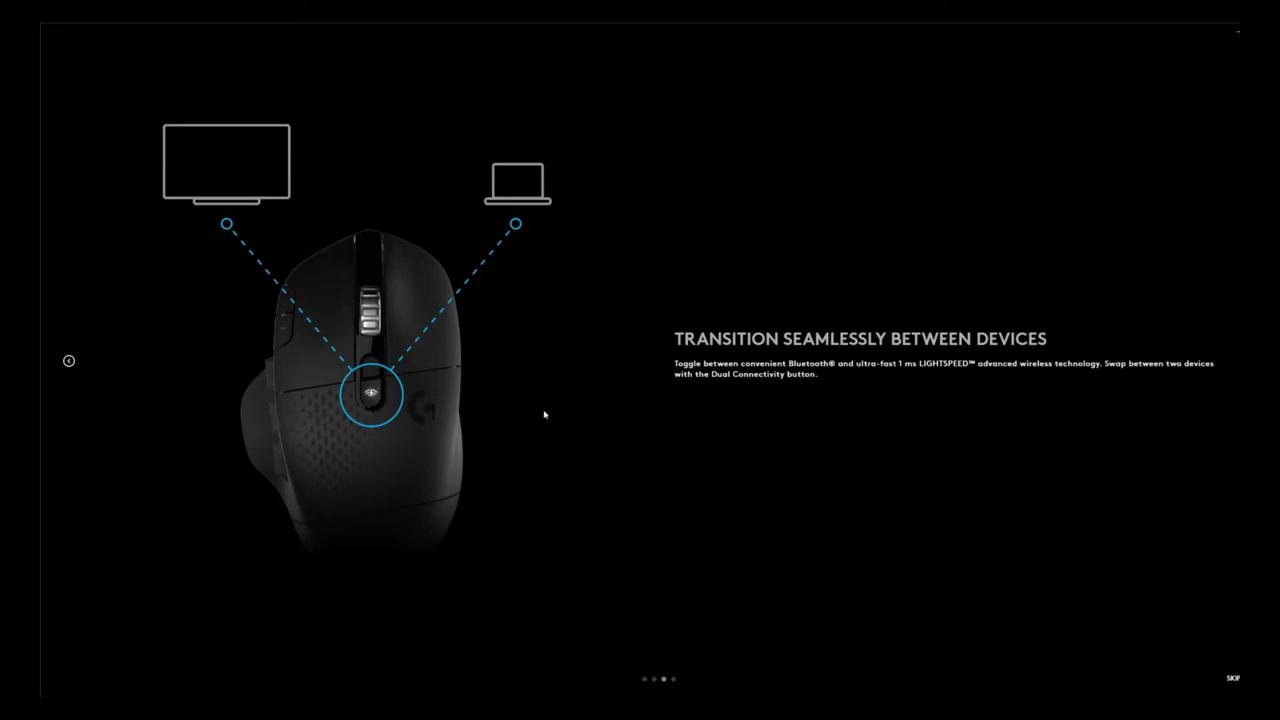 TRANSITION SEAMLESSLY BETWEEN DEVICES
Toggle between convenient Bluetooth® and ultra-fast 1 ms LIGHTSPEED™ advanced wireless technology. Swap between two devices
with the Dual Connectivity button.